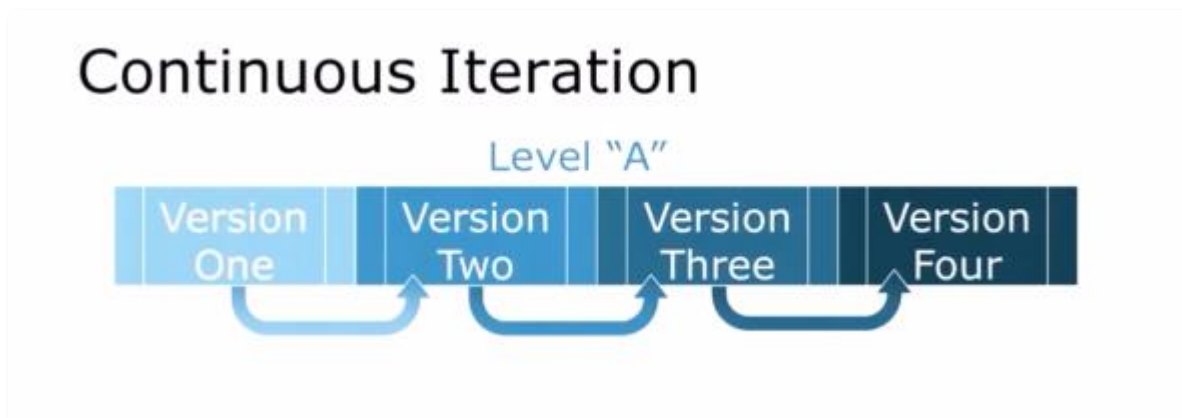 Continuous Iteration
Level “A”
Version
One
Version
Two
Version
Three
Version
Four